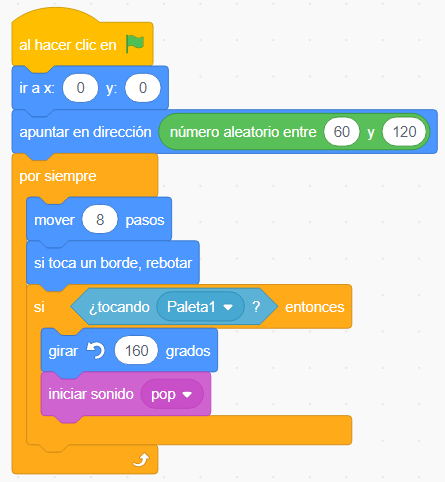 al hacer clic en
ir a x: 0 y: 0
apuntar en dirección número aleatorio entre 60 y 120
por siempre
mover 8 pasos
si toca un borde, rebotar
si ¿tocando Paleta1 ? entonces
girar 160 grados
iniciar sonido pop